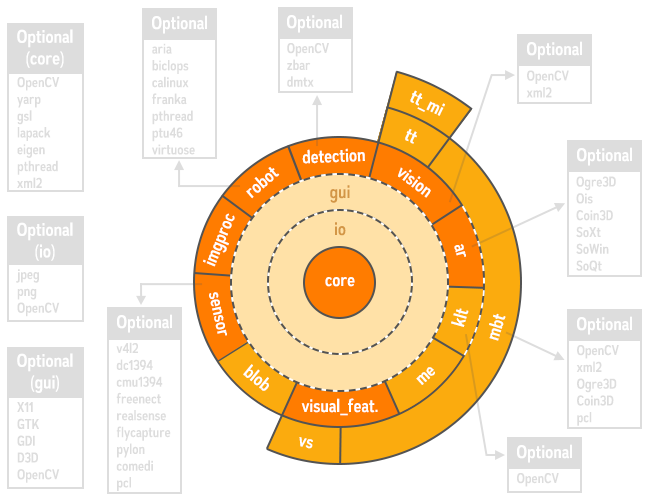 Optional
(core)
OpenCV
yarp
gsl
lapack
eigen
pthread
xml2
Optional
(io)
jpeg
png
OpenCV
Optional
(gui)
X11
GTK
GDI
D3D
OpenCV
Optional
aria
biclops
calinux
franka
pthread
ptu46
virtuose
Optional
v4l2
dc1394
cmu1394
freenect
realsense
flycapture
pylon
comedi
pcl
Optional
OpenCV
zbar
dmtx
tt_mi
tt
detection
vision
robot
imgproc
sensor
blob
visual_feat.
vs
me
klt
mbt
ar
gui
io
core
Optional
OpenCV
xml2
Optional
Ogre3D
Ois
Coin3D
SoXt
SoWin
SoQt
Optional
OpenCV
xml2
Ogre3D
Coin3D
pcl
Optional
OpenCV